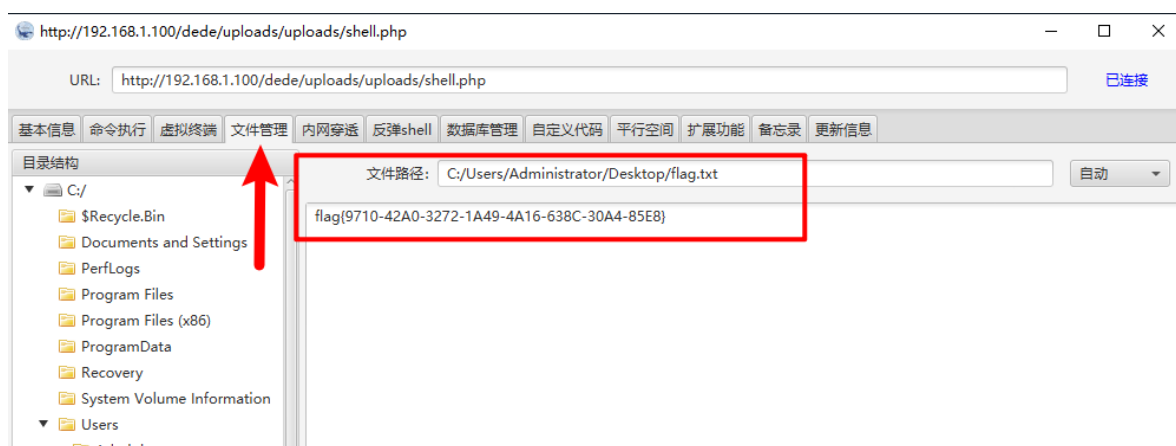 http://192.168.1.100/dede/uploads/uploads/shell.php
URL: http://192.168.1.100/dede/uploads/uploads/shell.php 已连接
基本信息 命令执行 虚拟终端 文件管理 内网穿透 反弹shell 数据库管理 自定义代码 平行空间 扩展功能 备忘录 更新信息
目录结构
文件路径: C:/Users/Administrator/Desktop/flag.txt 自动
C:/
flag{9710-42A0-3272-1A49-4A16-638C-30A4-85E8}
$Recycle.Bin
Documents and Settings
PerfLogs
Program Files
Program Files (x86)
ProgramData
Recovery
System Volume Information
Users